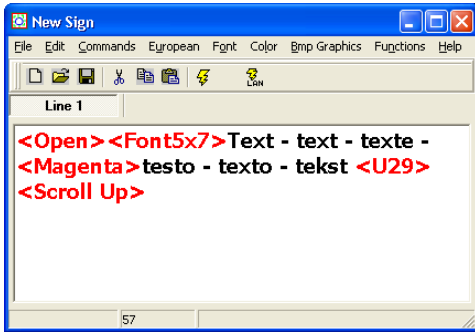 New Sign
File Edit Commands European Font Color Bmp Graphics Functions Help
LAN
Line 1
<Open><Font5x7>Text - text - texte -
<Magenta>testo - texto - tekst <U29>
<Scroll Up>
57